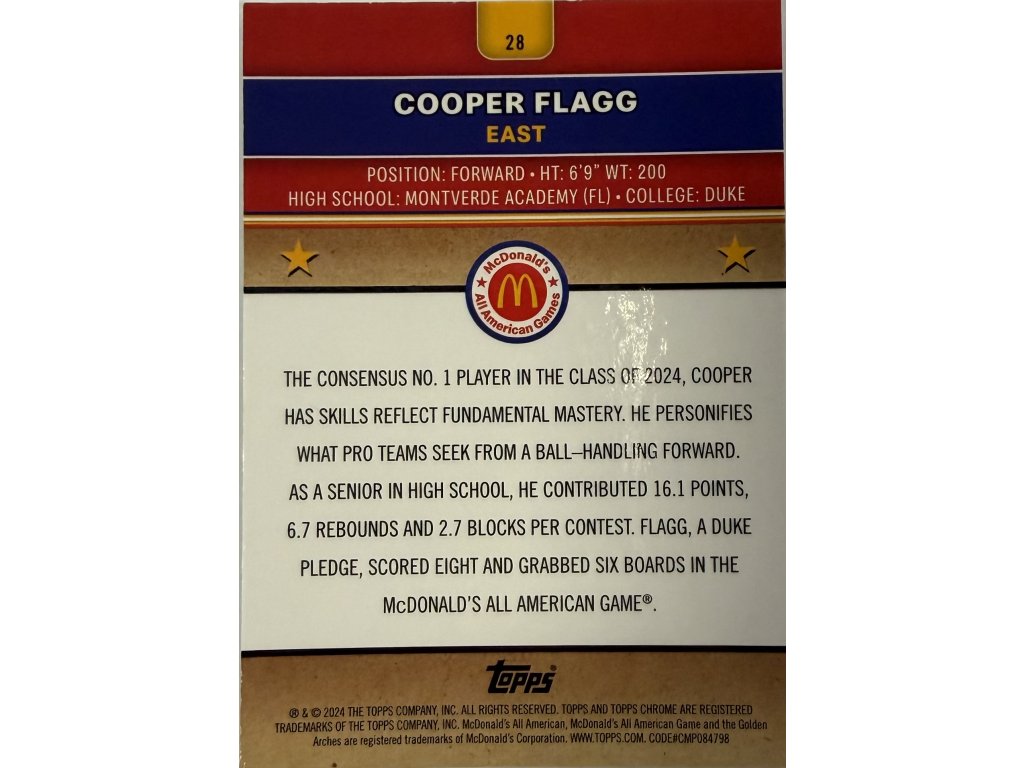 28
COOPER FLAGG
EAST
POSITION: FORWARD • HT: 6'9" WT: 200
HIGH SCHOOL: MONTVERDE ACADEMY (FL) • COLLEGE: DUKE
McDonald's
All American Games
THE CONSENSUS NO. 1 PLAYER IN THE CLASS OF 2024, COOPER
HAS SKILLS REFLECT FUNDAMENTAL MASTERY. HE PERSONIFIES
WHAT PRO TEAMS SEEK FROM A BALL–HANDLING FORWARD.
AS A SENIOR IN HIGH SCHOOL, HE CONTRIBUTED 16.1 POINTS,
6.7 REBOUNDS AND 2.7 BLOCKS PER CONTEST. FLAGG, A DUKE
PLEDGE, SCORED EIGHT AND GRABBED SIX BOARDS IN THE
McDONALD'S ALL AMERICAN GAME®.
Topps®
® & © 2024 THE TOPPS COMPANY, INC. ALL RIGHTS RESERVED. TOPPS AND TOPPS CHROME ARE REGISTERED
TRADEMARKS OF THE TOPPS COMPANY, INC. McDonald's All American, McDonald's All American Game and the Golden
Arches are registered trademarks of McDonald's Corporation. WWW.TOPPS.COM. CODE#CMP084798